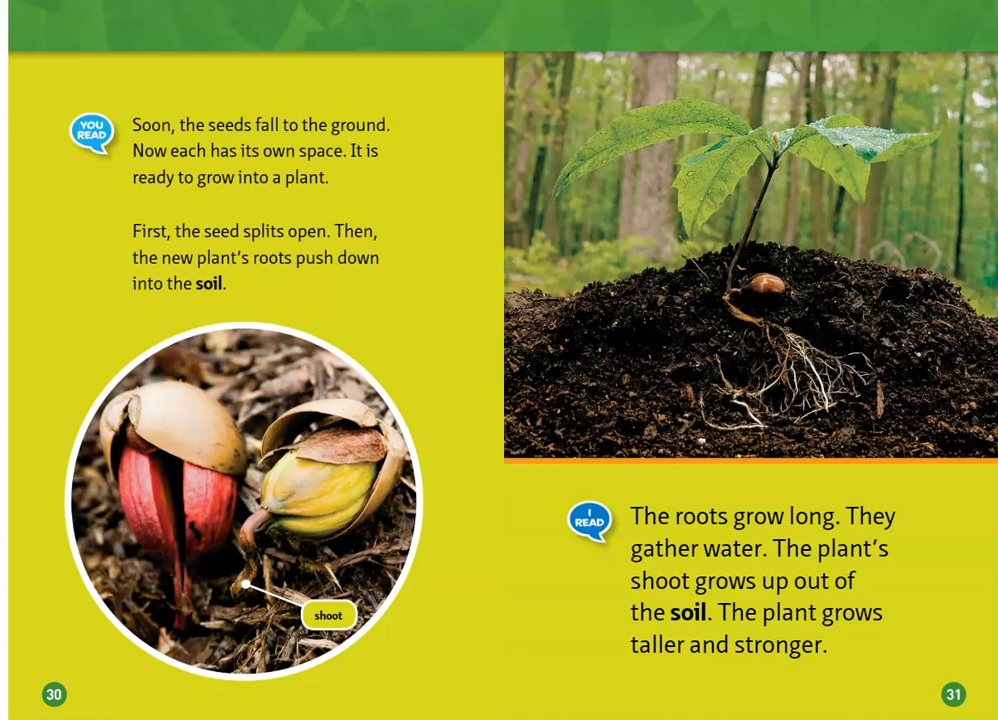 YOU
READ
Soon, the seeds fall to the ground.
Now each has its own space. It is
ready to grow into a plant.
First, the seed splits open. Then,
the new plant's roots push down
into the soil.
shoot
30
I
READ
The roots grow long. They
gather water. The plant's
shoot grows up out of
the soil. The plant grows
taller and stronger.
31